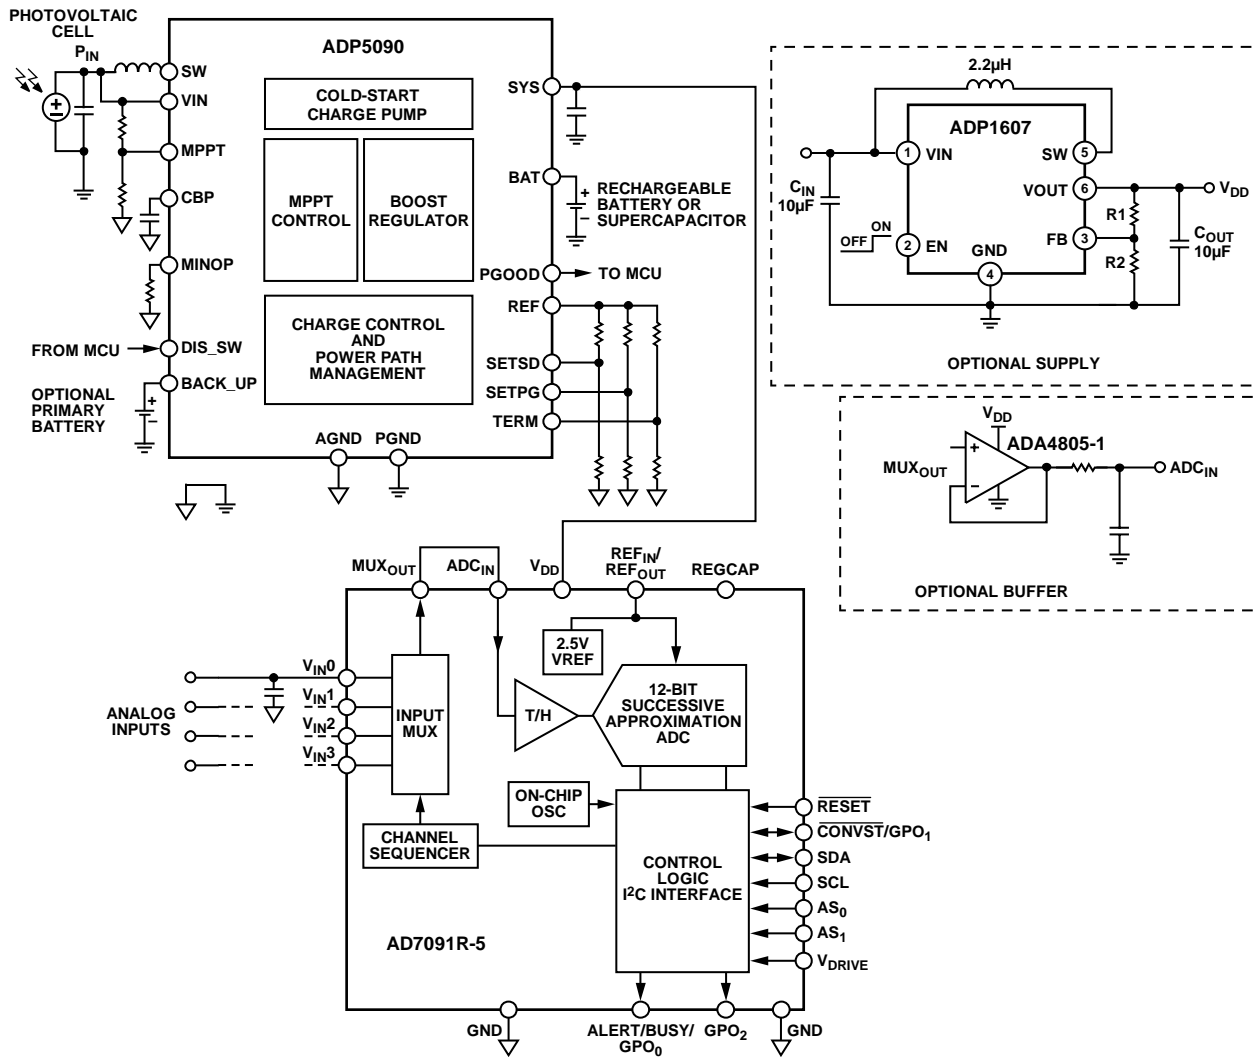 PHOTOVOLTAIC
CELL
PIN
ADP5090
SW
VIN
MPPT
CBP
MINOP
FROM MCU
DIS_SW
BACK_UP
OPTIONAL
PRIMARY
BATTERY
COLD-START
CHARGE PUMP
MPPT
CONTROL
BOOST
REGULATOR
CHARGE CONTROL
AND
POWER PATH
MANAGEMENT
AGND
PGND
SYS
BAT
RECHARGEABLE
BATTERY OR
SUPERCAPACITOR
PGOOD
TO MCU
REF
SETSD
SETPG
TERM
2.2µH
ADP1607
1
VIN
SW
5
VOUT
6
VDD
CIN
10µF
R1
COUT
10µF
OFF
ON
2
EN
GND
4
FB
3
R2
OPTIONAL SUPPLY
VDD
ADA4805-1
MUXOUT
+
−
ADCIN
OPTIONAL BUFFER
MUXOUT
ADCIN
VDD
REFIN/
REFOUT
REGCAP
2.5V
VREF
VIN0
VIN1
VIN2
VIN3
ANALOG
INPUTS
INPUT
MUX
T/H
12-BIT
SUCCESSIVE
APPROXIMATION
ADC
ON-CHIP
OSC
CHANNEL
SEQUENCER
CONTROL
LOGIC
I²C INTERFACE
RESET
CONVST/GPO1
SDA
SCL
AS0
AS1
VDRIVE
AD7091R-5
GND
ALERT/BUSY/
GPO0
GPO2
GND